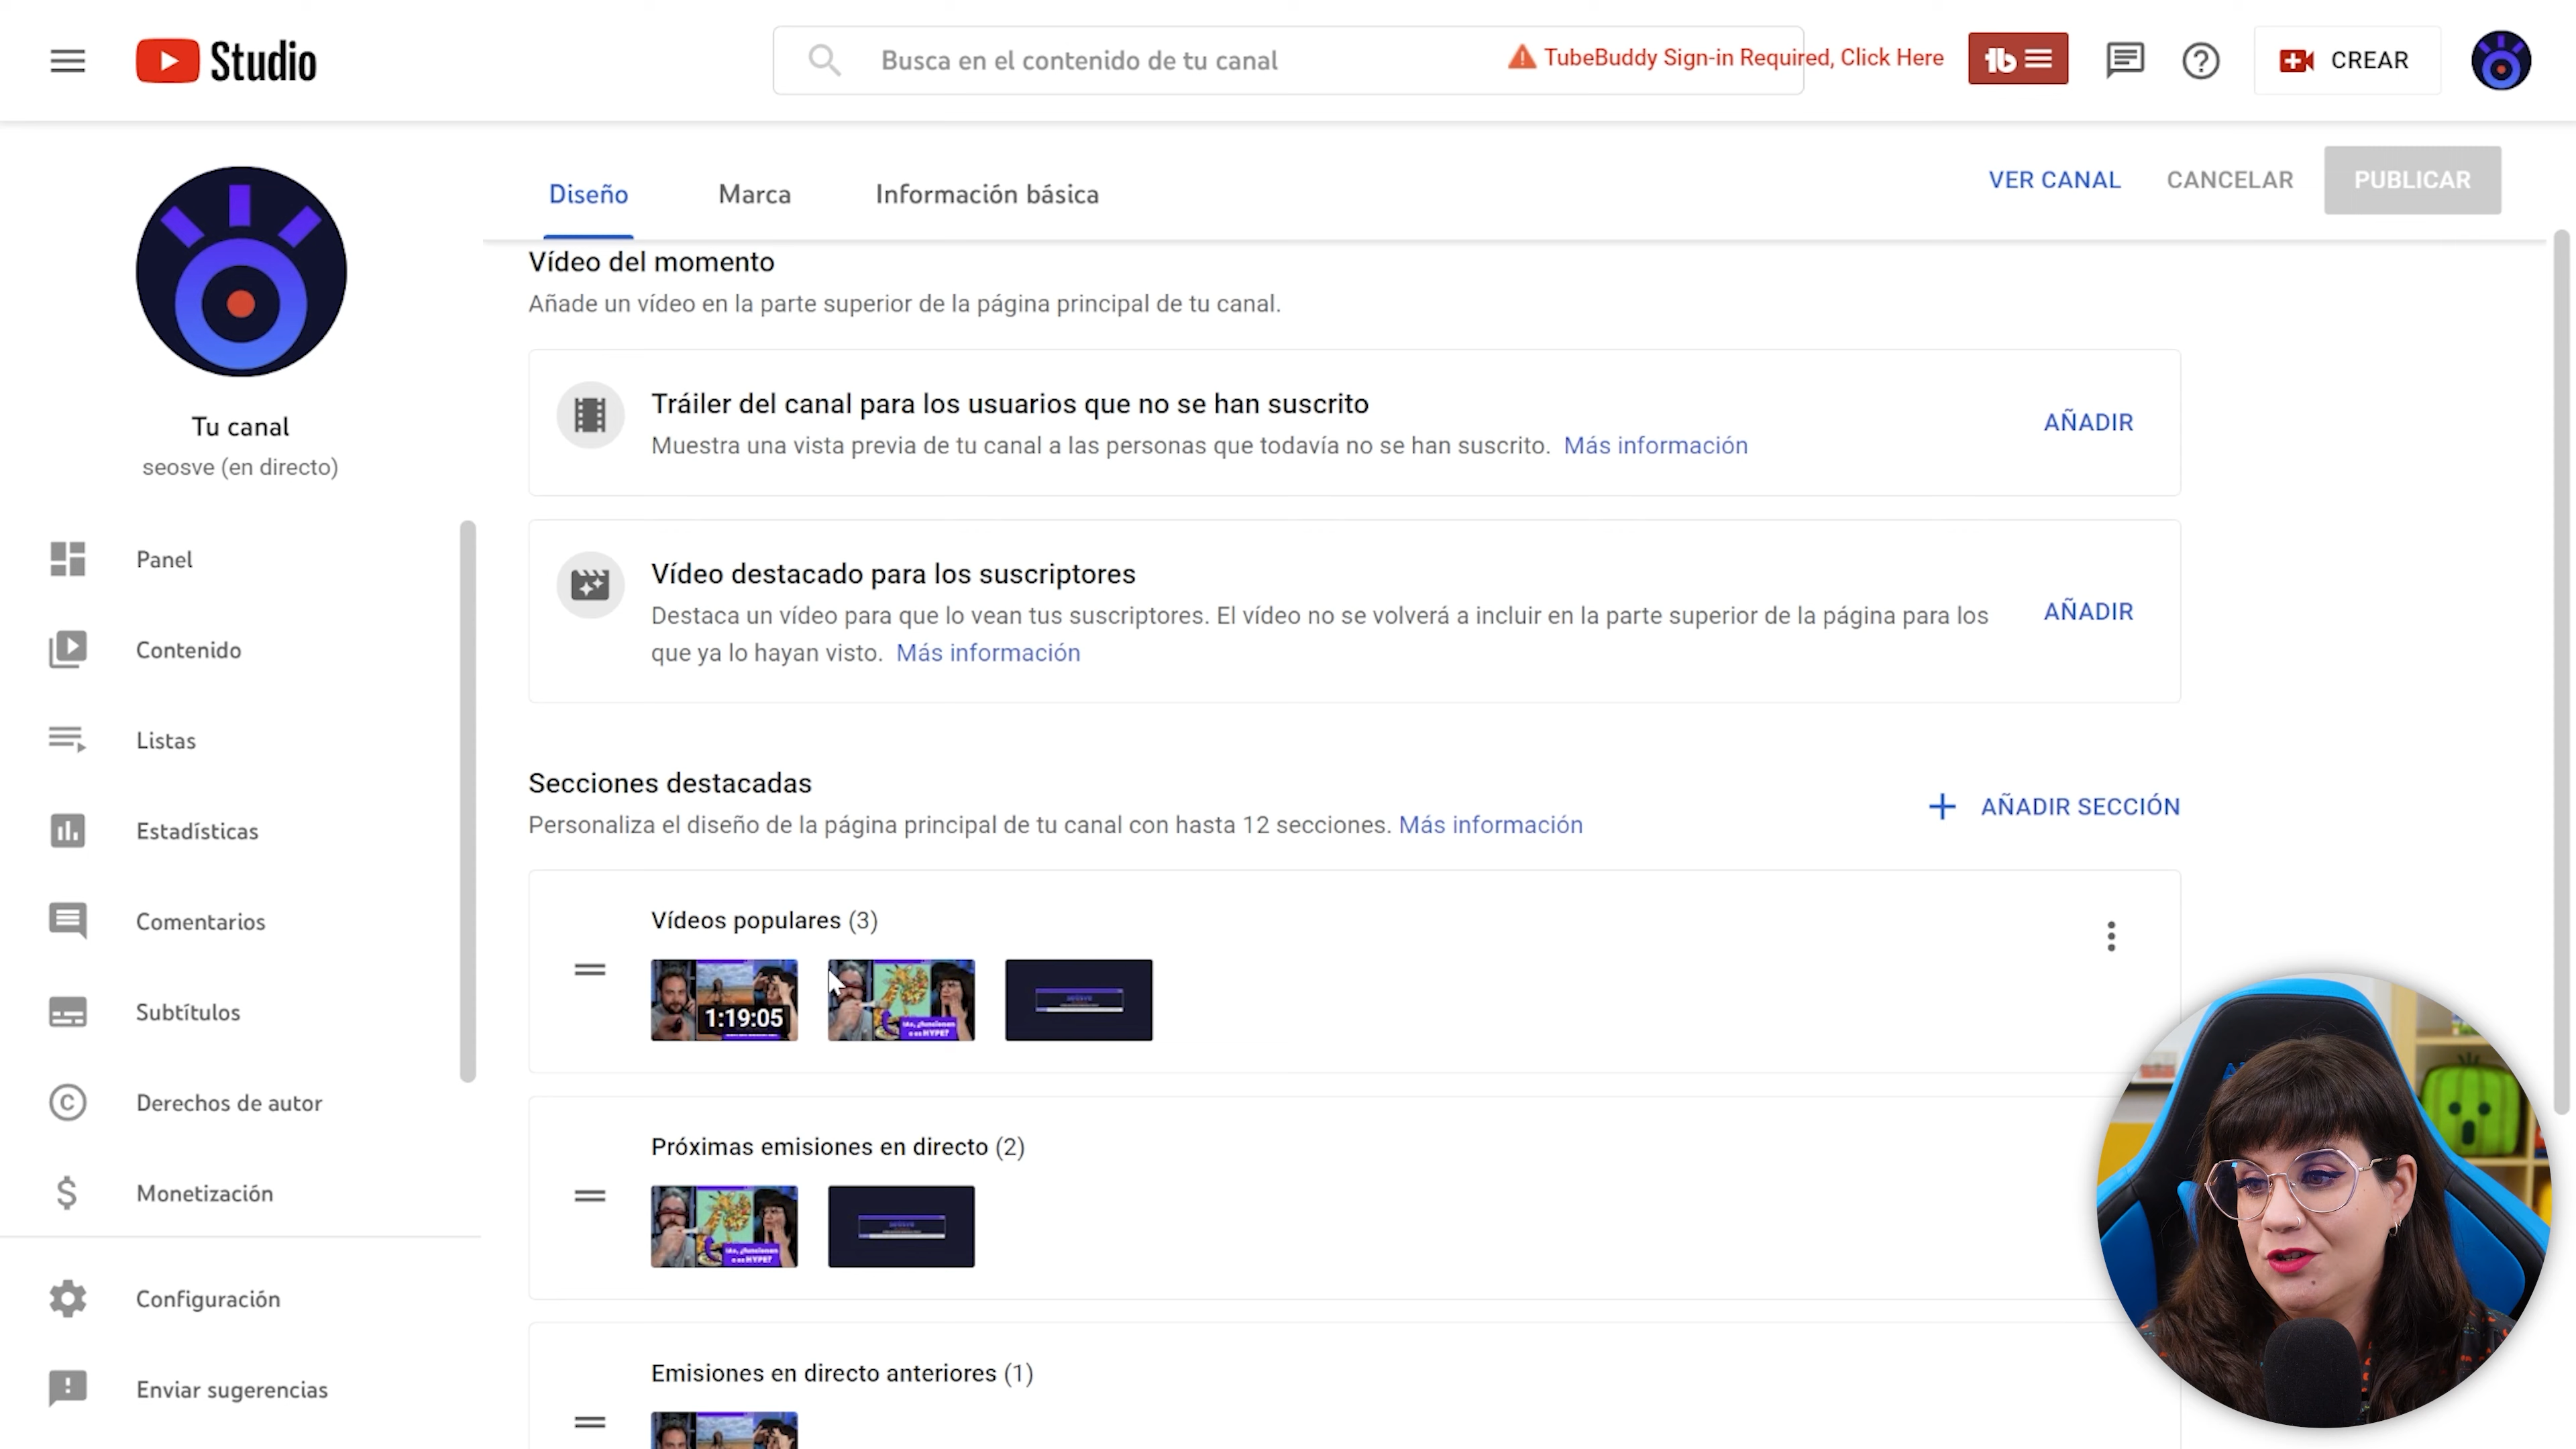 Studio
Busca en el contenido de tu canal
TubeBuddy Sign-in Required, Click Here
CREAR
Diseño
Marca
Información básica
VER CANAL
CANCELAR
PUBLICAR
Tu canal
seosve (en directo)
Panel
Contenido
Listas
Estadísticas
Comentarios
Subtítulos
Derechos de autor
Monetización
Configuración
Enviar sugerencias
Vídeo del momento
Añade un vídeo en la parte superior de la página principal de tu canal.
Tráiler del canal para los usuarios que no se han suscrito
Muestra una vista previa de tu canal a las personas que todavía no se han suscrito. Más información
AÑADIR
Vídeo destacado para los suscriptores
Destaca un vídeo para que lo vean tus suscriptores. El vídeo no se volverá a incluir en la parte superior de la página para los
que ya lo hayan visto. Más información
AÑADIR
Secciones destacadas
Personaliza el diseño de la página principal de tu canal con hasta 12 secciones. Más información
AÑADIR SECCIÓN
Vídeos populares (3)
1:19:05
IAs, ¿funcionan
o es HYPE?
Próximas emisiones en directo (2)
IAs, ¿funcionan
o es HYPE?
Emisiones en directo anteriores (1)